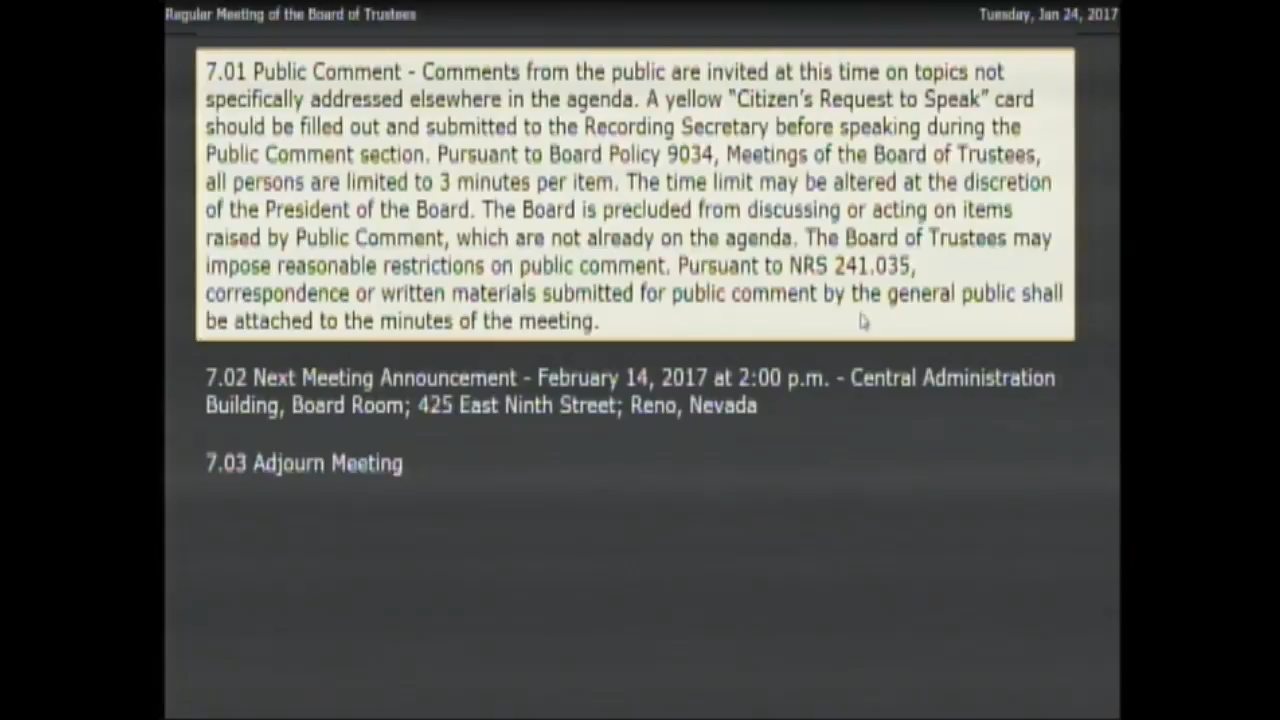 Regular Meeting of the Board of Trustees
Tuesday, Jan 24, 2017
7.01 Public Comment - Comments from the public are invited at this time on topics not
specifically addressed elsewhere in the agenda. A yellow "Citizen's Request to Speak" card
should be filled out and submitted to the Recording Secretary before speaking during the
Public Comment section. Pursuant to Board Policy 9034, Meetings of the Board of Trustees,
all persons are limited to 3 minutes per item. The time limit may be altered at the discretion
of the President of the Board. The Board is precluded from discussing or acting on items
raised by Public Comment, which are not already on the agenda. The Board of Trustees may
impose reasonable restrictions on public comment. Pursuant to NRS 241.035,
correspondence or written materials submitted for public comment by the general public shall
be attached to the minutes of the meeting.
7.02 Next Meeting Announcement - February 14, 2017 at 2:00 p.m. - Central Administration
Building, Board Room; 425 East Ninth Street; Reno, Nevada
7.03 Adjourn Meeting